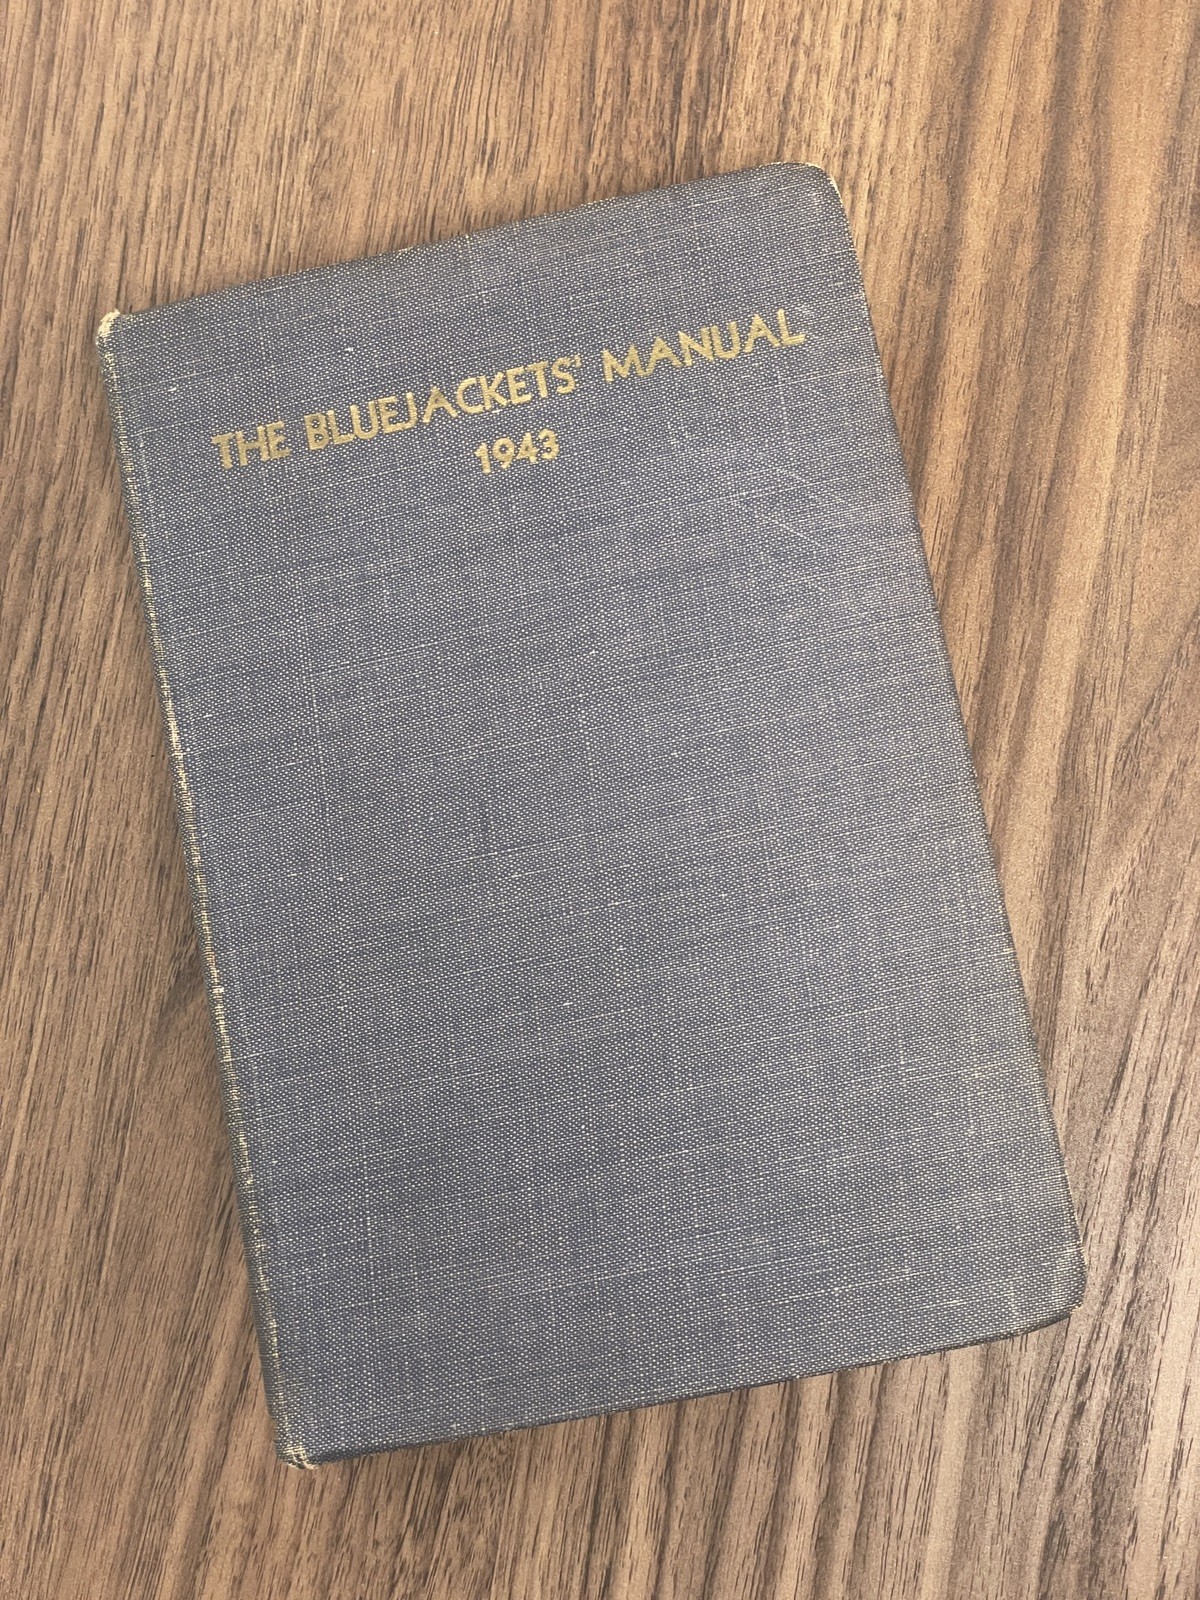 THE BLUEJACKETS' MANUAL
1943